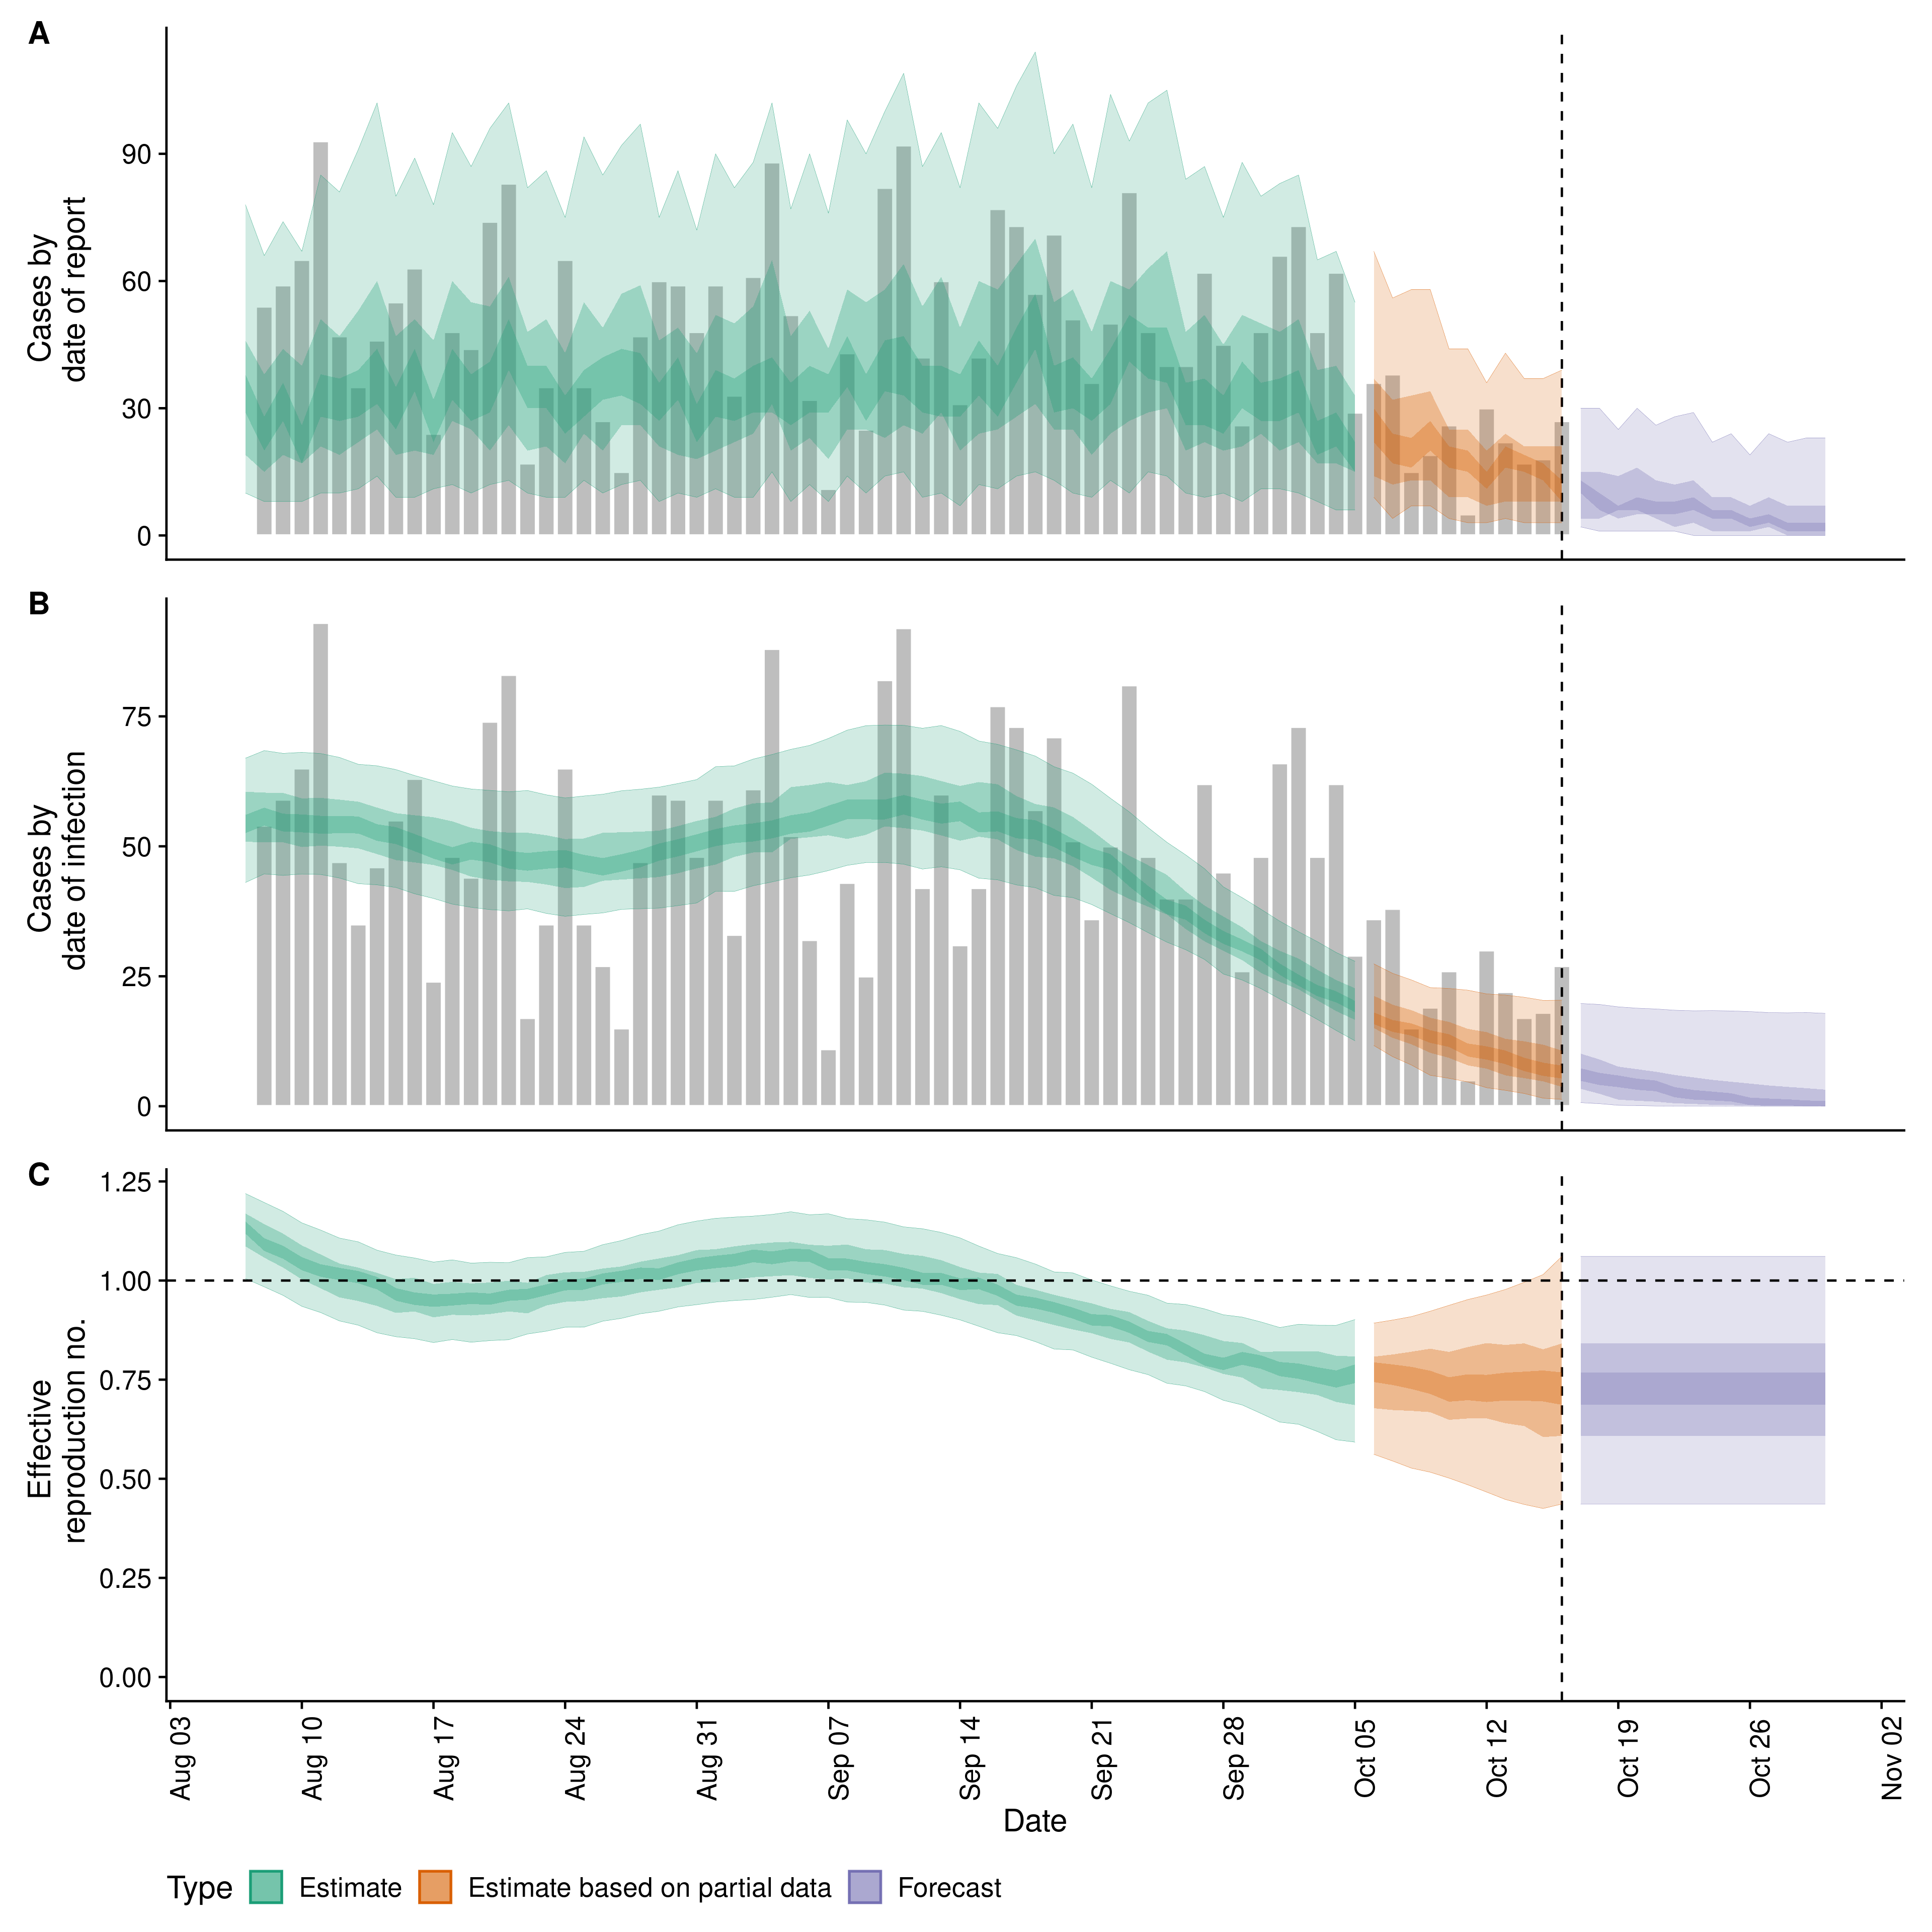 A
90
60
30
0
Cases by
date of report
B
75
50
25
0
Cases by
date of infection
C
1.25
1.00
0.75
0.50
0.25
0.00
Effective
reproduction no.
Aug 03
Aug 10
Aug 17
Aug 24
Aug 31
Sep 07
Sep 14
Sep 21
Sep 28
Oct 05
Oct 12
Oct 19
Oct 26
Nov 02
Date
Type Estimate Estimate based on partial data Forecast